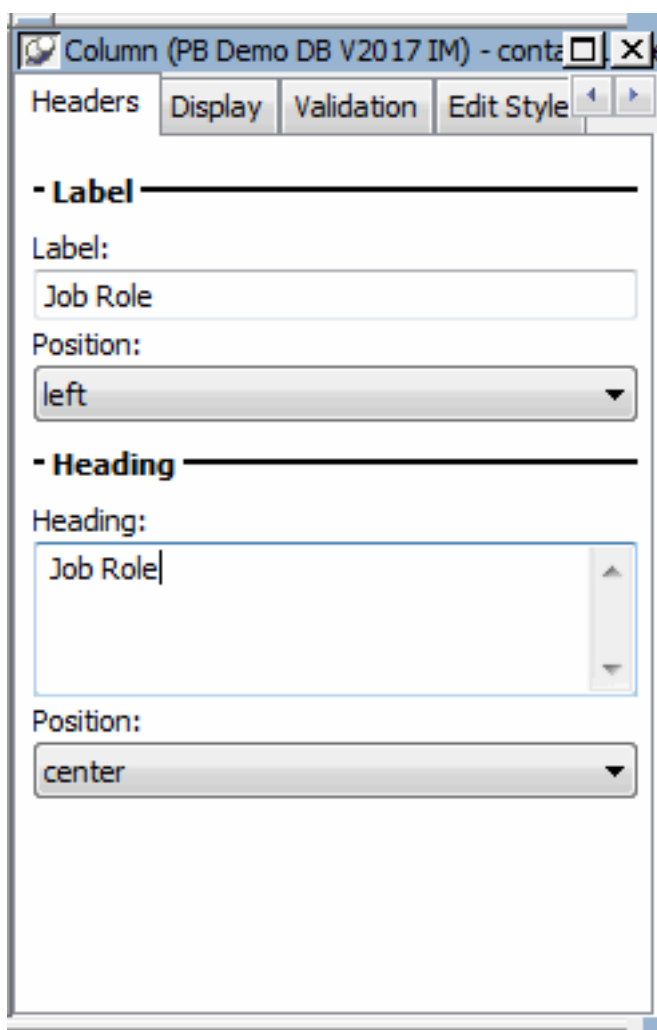 Column (PB Demo DB V2017 IM) - conta
Headers Display Validation Edit Style
- Label
Label:
Job Role
Position:
left
- Heading
Heading:
Job Role
Position:
center